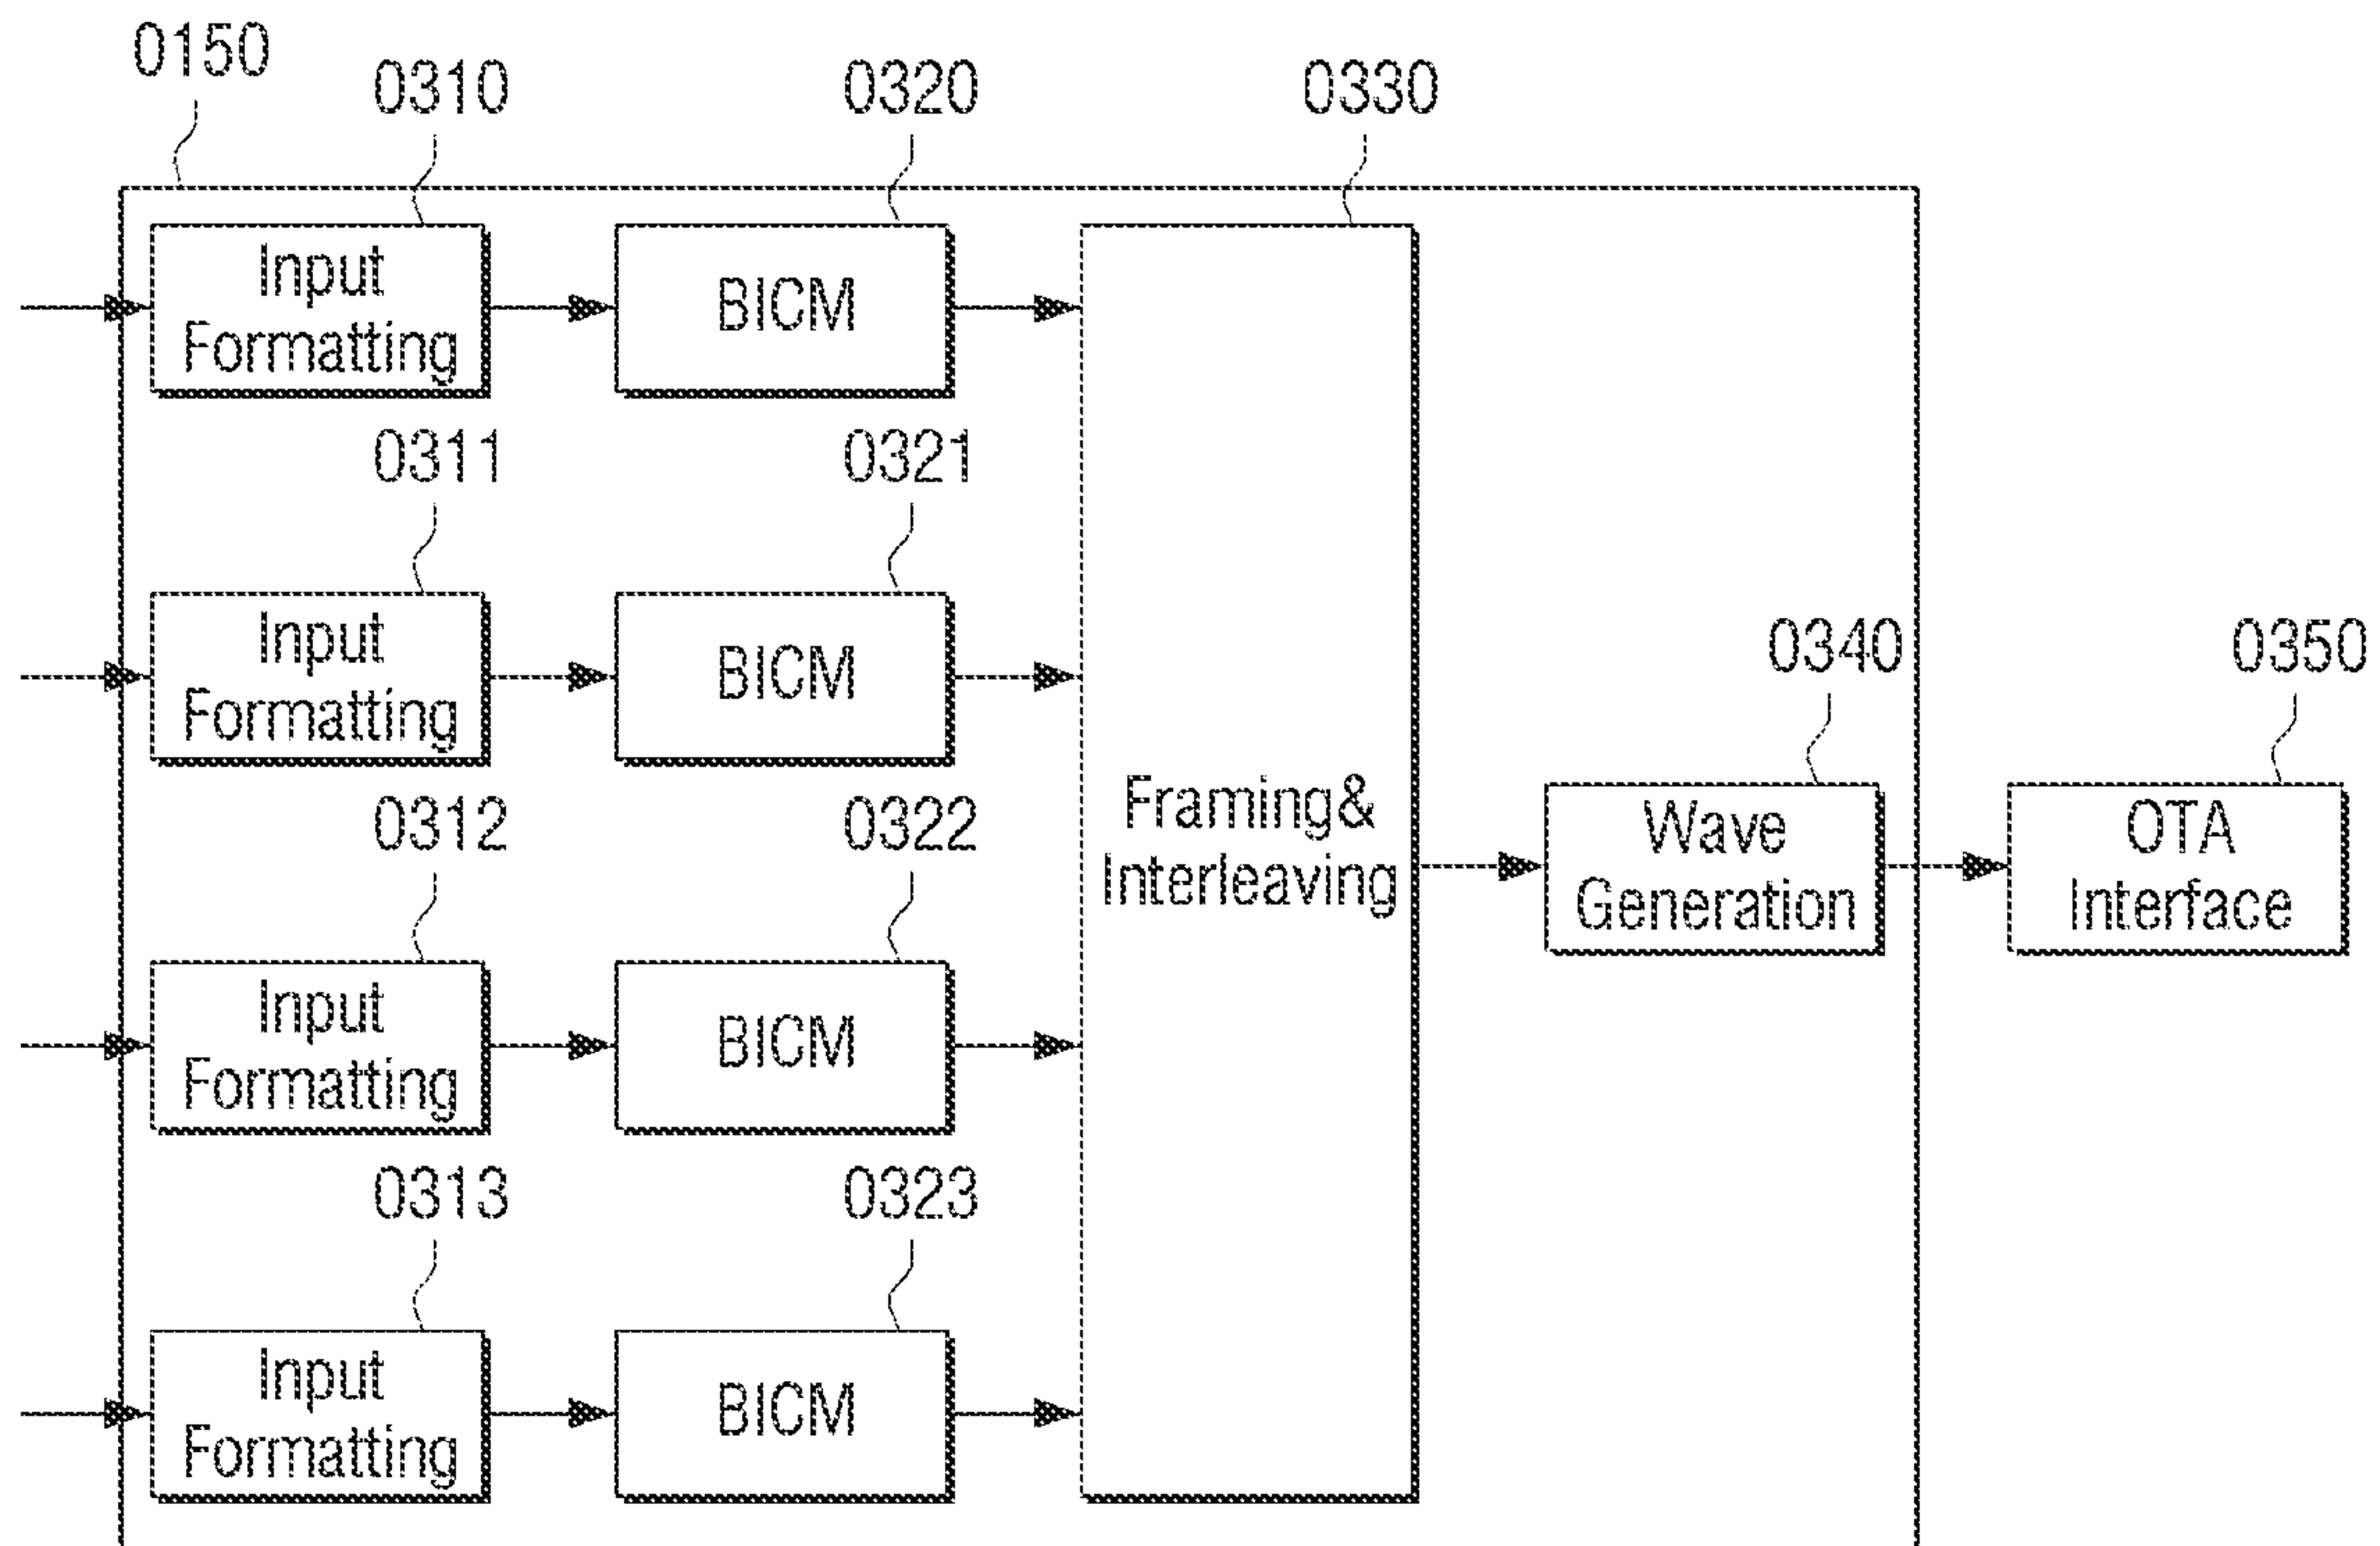 0150
0310
0320
0330
Input
Formatting
BICM
0311
0321
Input
Formatting
BICM
0312
0322
Input
Formatting
BICM
0313
0323
Input
Formatting
BICM
Framing&
Interleaving
0340
Wave
Generation
0350
OTA
Interface